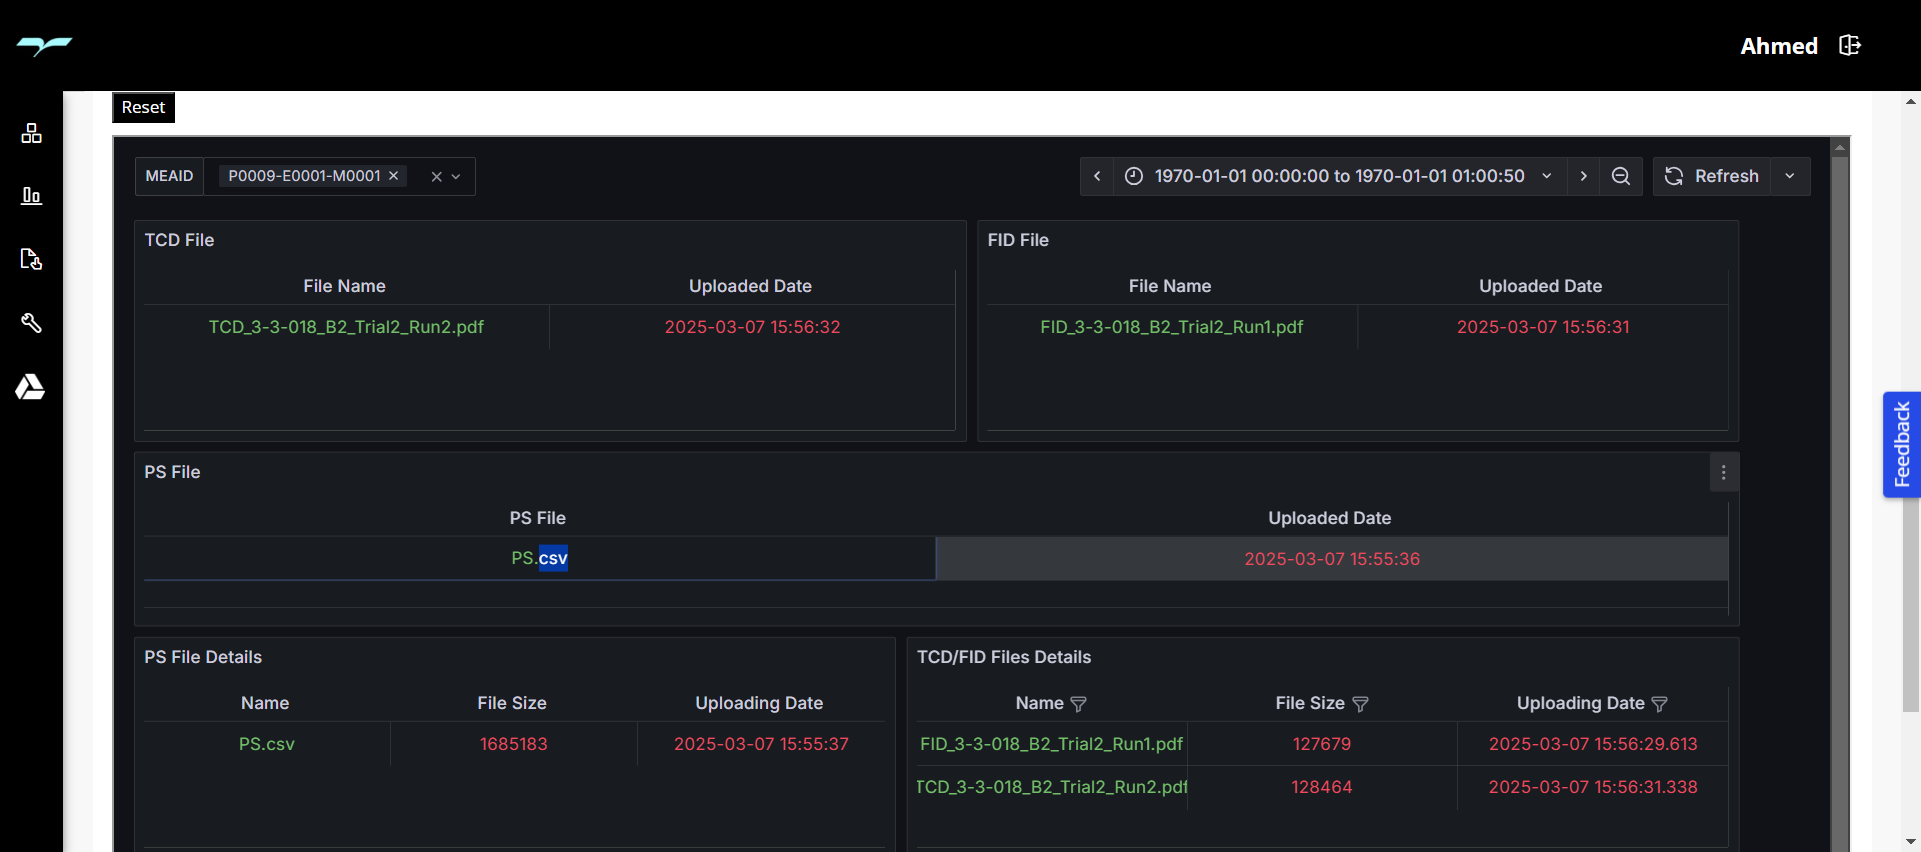 Ahmed
Reset
MEAID P0009-E0001-M0001
1970-01-01 00:00:00 to 1970-01-01 01:00:50
Refresh
TCD File
File Name Uploaded Date
TCD_3-3-018_B2_Trial2_Run2.pdf 2025-03-07 15:56:32
FID File
File Name Uploaded Date
FID_3-3-018_B2_Trial2_Run1.pdf 2025-03-07 15:56:31
Feedback
PS File
PS File Uploaded Date
PS.csv 2025-03-07 15:55:36
PS File Details
Name File Size Uploading Date
PS.csv 1685183 2025-03-07 15:55:37
TCD/FID Files Details
Name File Size Uploading Date
FID_3-3-018_B2_Trial2_Run1.pdf 127679 2025-03-07 15:56:29.613
TCD_3-3-018_B2_Trial2_Run2.pdf 128464 2025-03-07 15:56:31.338